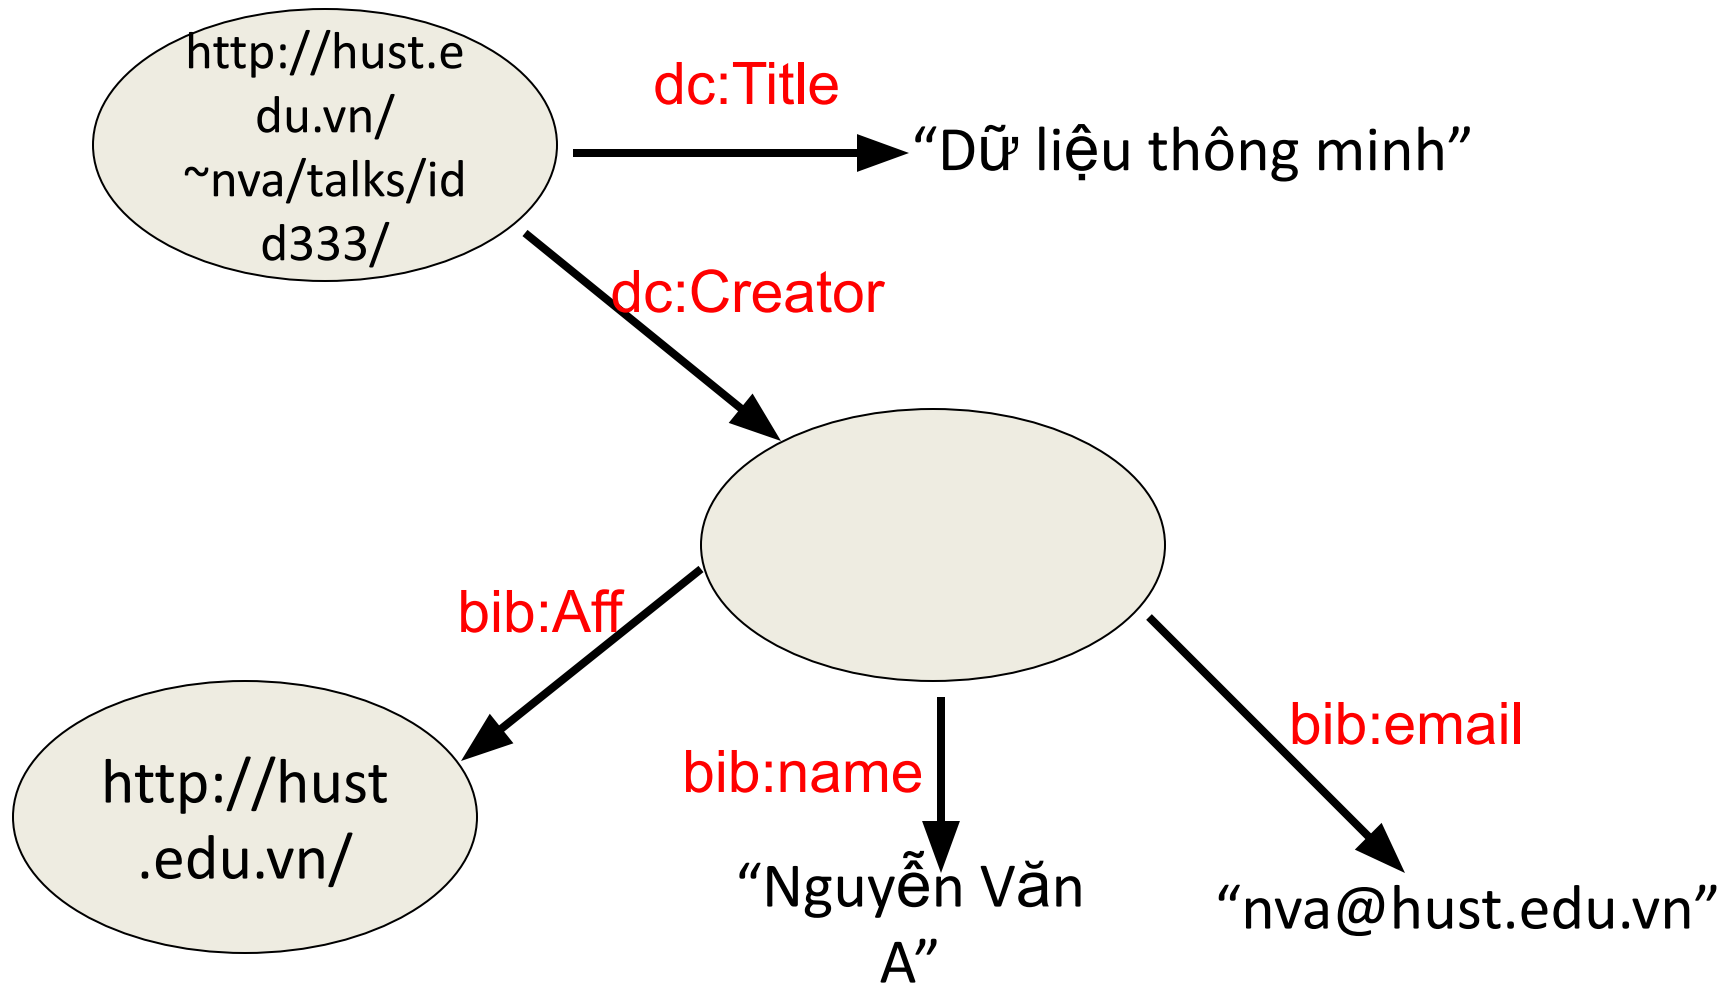 http://hust.e
du.vn/
~nva/talks/id
d333/
dc:Title
“Dữ liệu thông minh”
dc:Creator
bib:Aff
http://hust
.edu.vn/
bib:name
“Nguyễn Văn
A”
bib:email
“nva@hust.edu.vn”